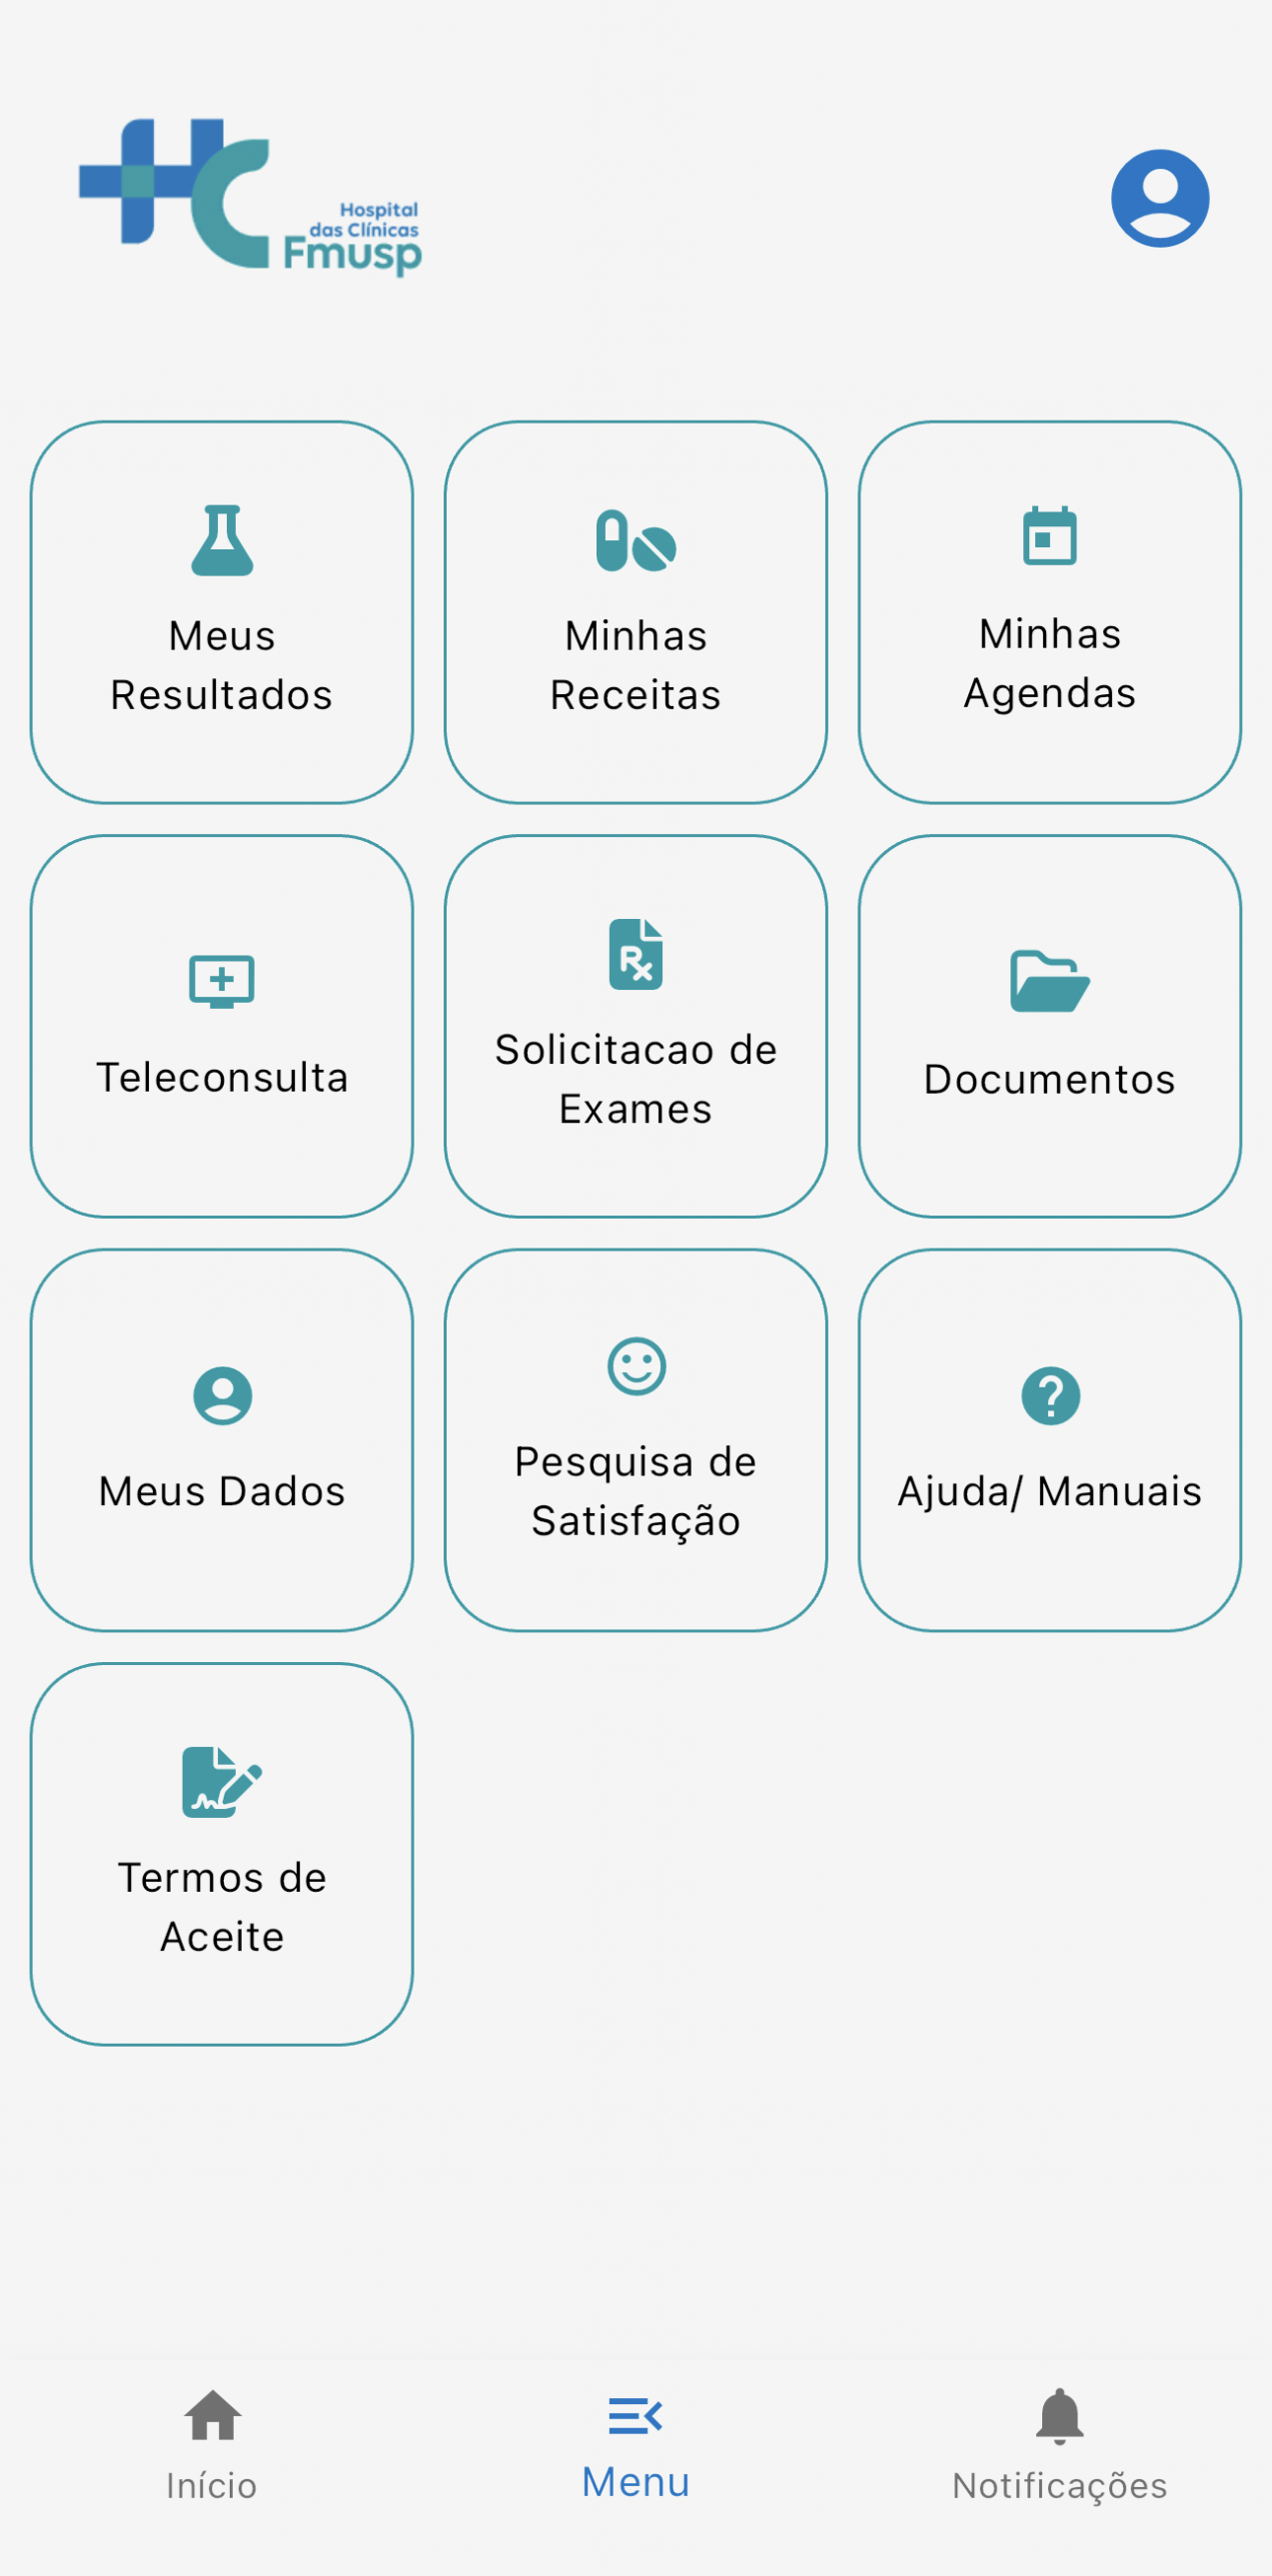 Hospital
das Clínicas
Fmusp
Meus
Resultados
Minhas
Receitas
Minhas
Agendas
Teleconsulta
Solicitacao de
Exames
Documentos
Meus Dados
Pesquisa de
Satisfação
Ajuda/ Manuais
Termos de
Aceite
Início
Menu
Notificações